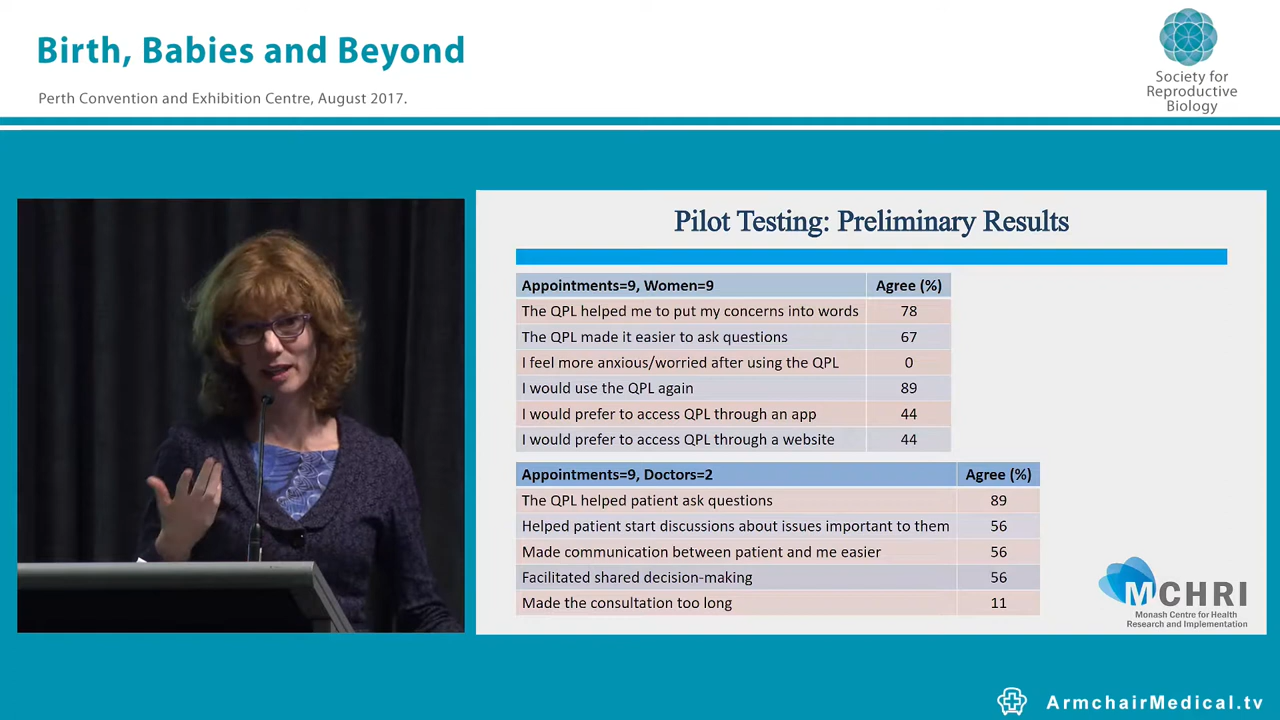 Birth, Babies and Beyond
Perth Convention and Exhibition Centre, August 2017.
Society for
Reproductive
Biology
Pilot Testing: Preliminary Results
Appointments=9, Women=9 Agree (%)
The QPL helped me to put my concerns into words 78
The QPL made it easier to ask questions 67
I feel more anxious/worried after using the QPL 0
I would use the QPL again 89
I would prefer to access QPL through an app 44
I would prefer to access QPL through a website 44
Appointments=9, Doctors=2 Agree (%)
The QPL helped patient ask questions 89
Helped patient start discussions about issues important to them 56
Made communication between patient and me easier 56
Facilitated shared decision-making 56
Made the consultation too long 11
MCHRI
Monash Centre for Health
Research and Implementation
ArmchairMedical.tv